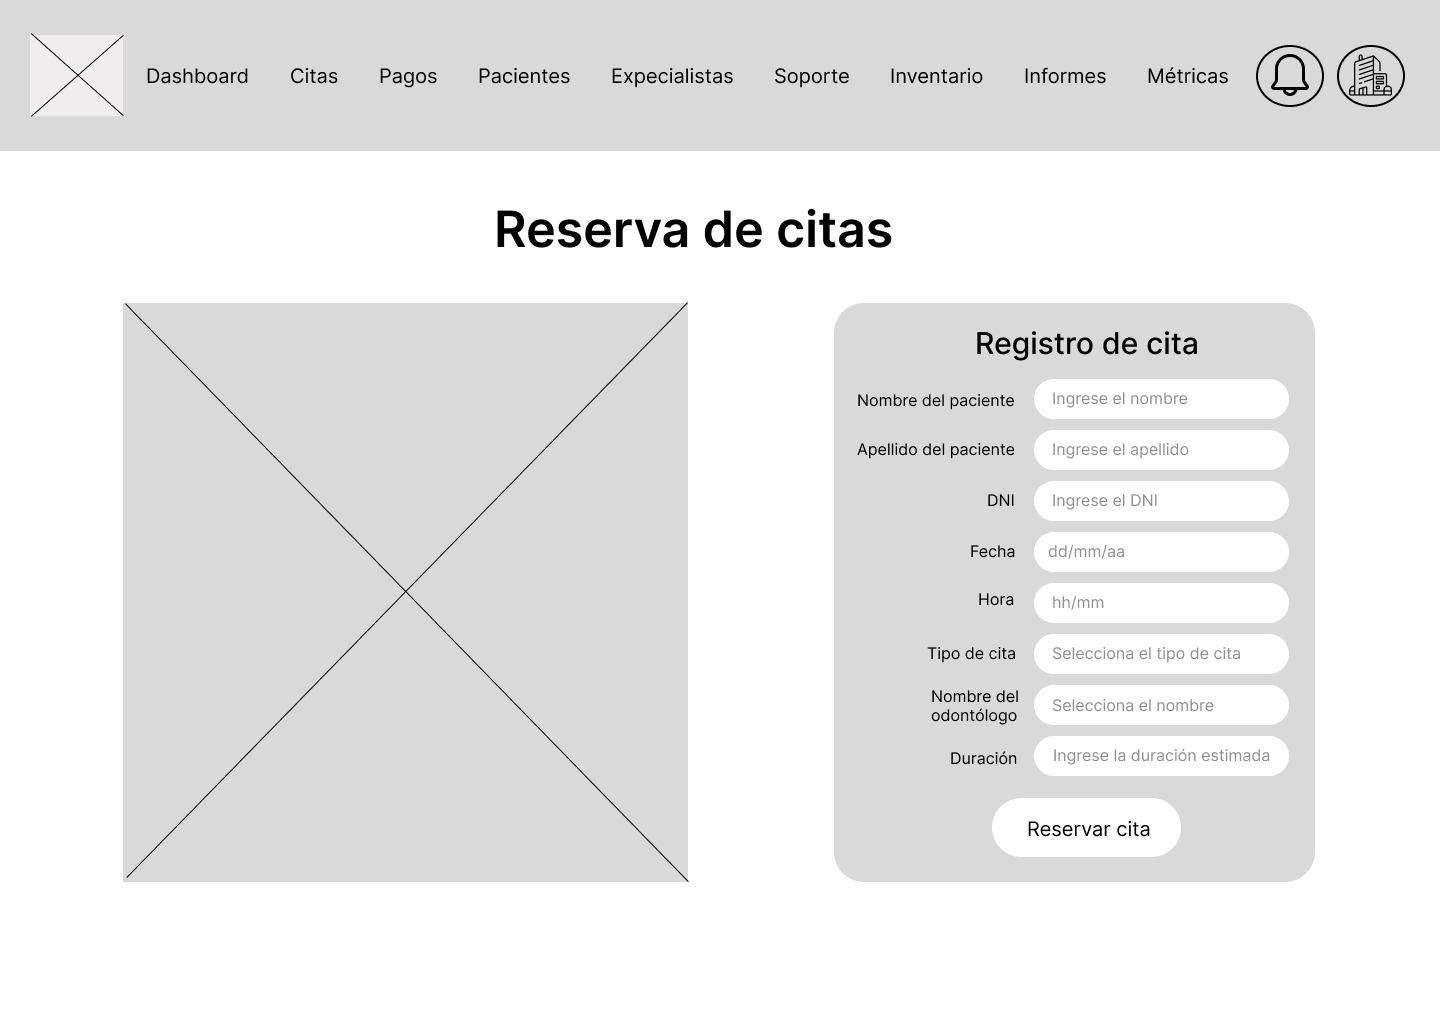 Dashboard Citas Pagos Pacientes Expecialistas Soporte Inventario Informes Métricas
Reserva de citas
Registro de cita
Nombre del paciente Ingrese el nombre
Apellido del paciente Ingrese el apellido
DNI Ingrese el DNI
Fecha dd/mm/aa
Hora hh/mm
Tipo de cita Selecciona el tipo de cita
Nombre del
odontólogo Selecciona el nombre
Duración Ingrese la duración estimada
Reservar cita